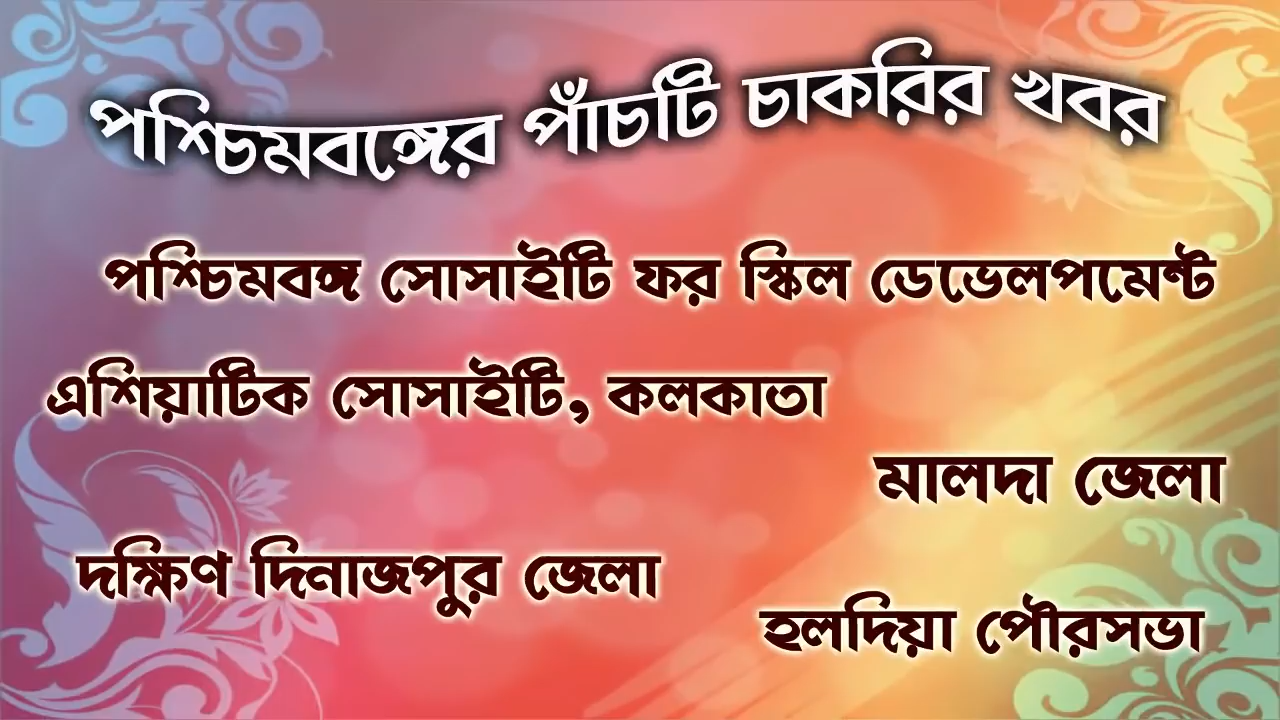 পশ্চিমবঙ্গের পাঁচটি চাকরির খবর
পশ্চিমবঙ্গ সোসাইটি ফর স্কিল ডেভেলপমেন্ট
এশিয়াটিক সোসাইটি, কলকাতা
মালদা জেলা
দক্ষিণ দিনাজপুর জেলা
হলদিয়া পৌরসভা